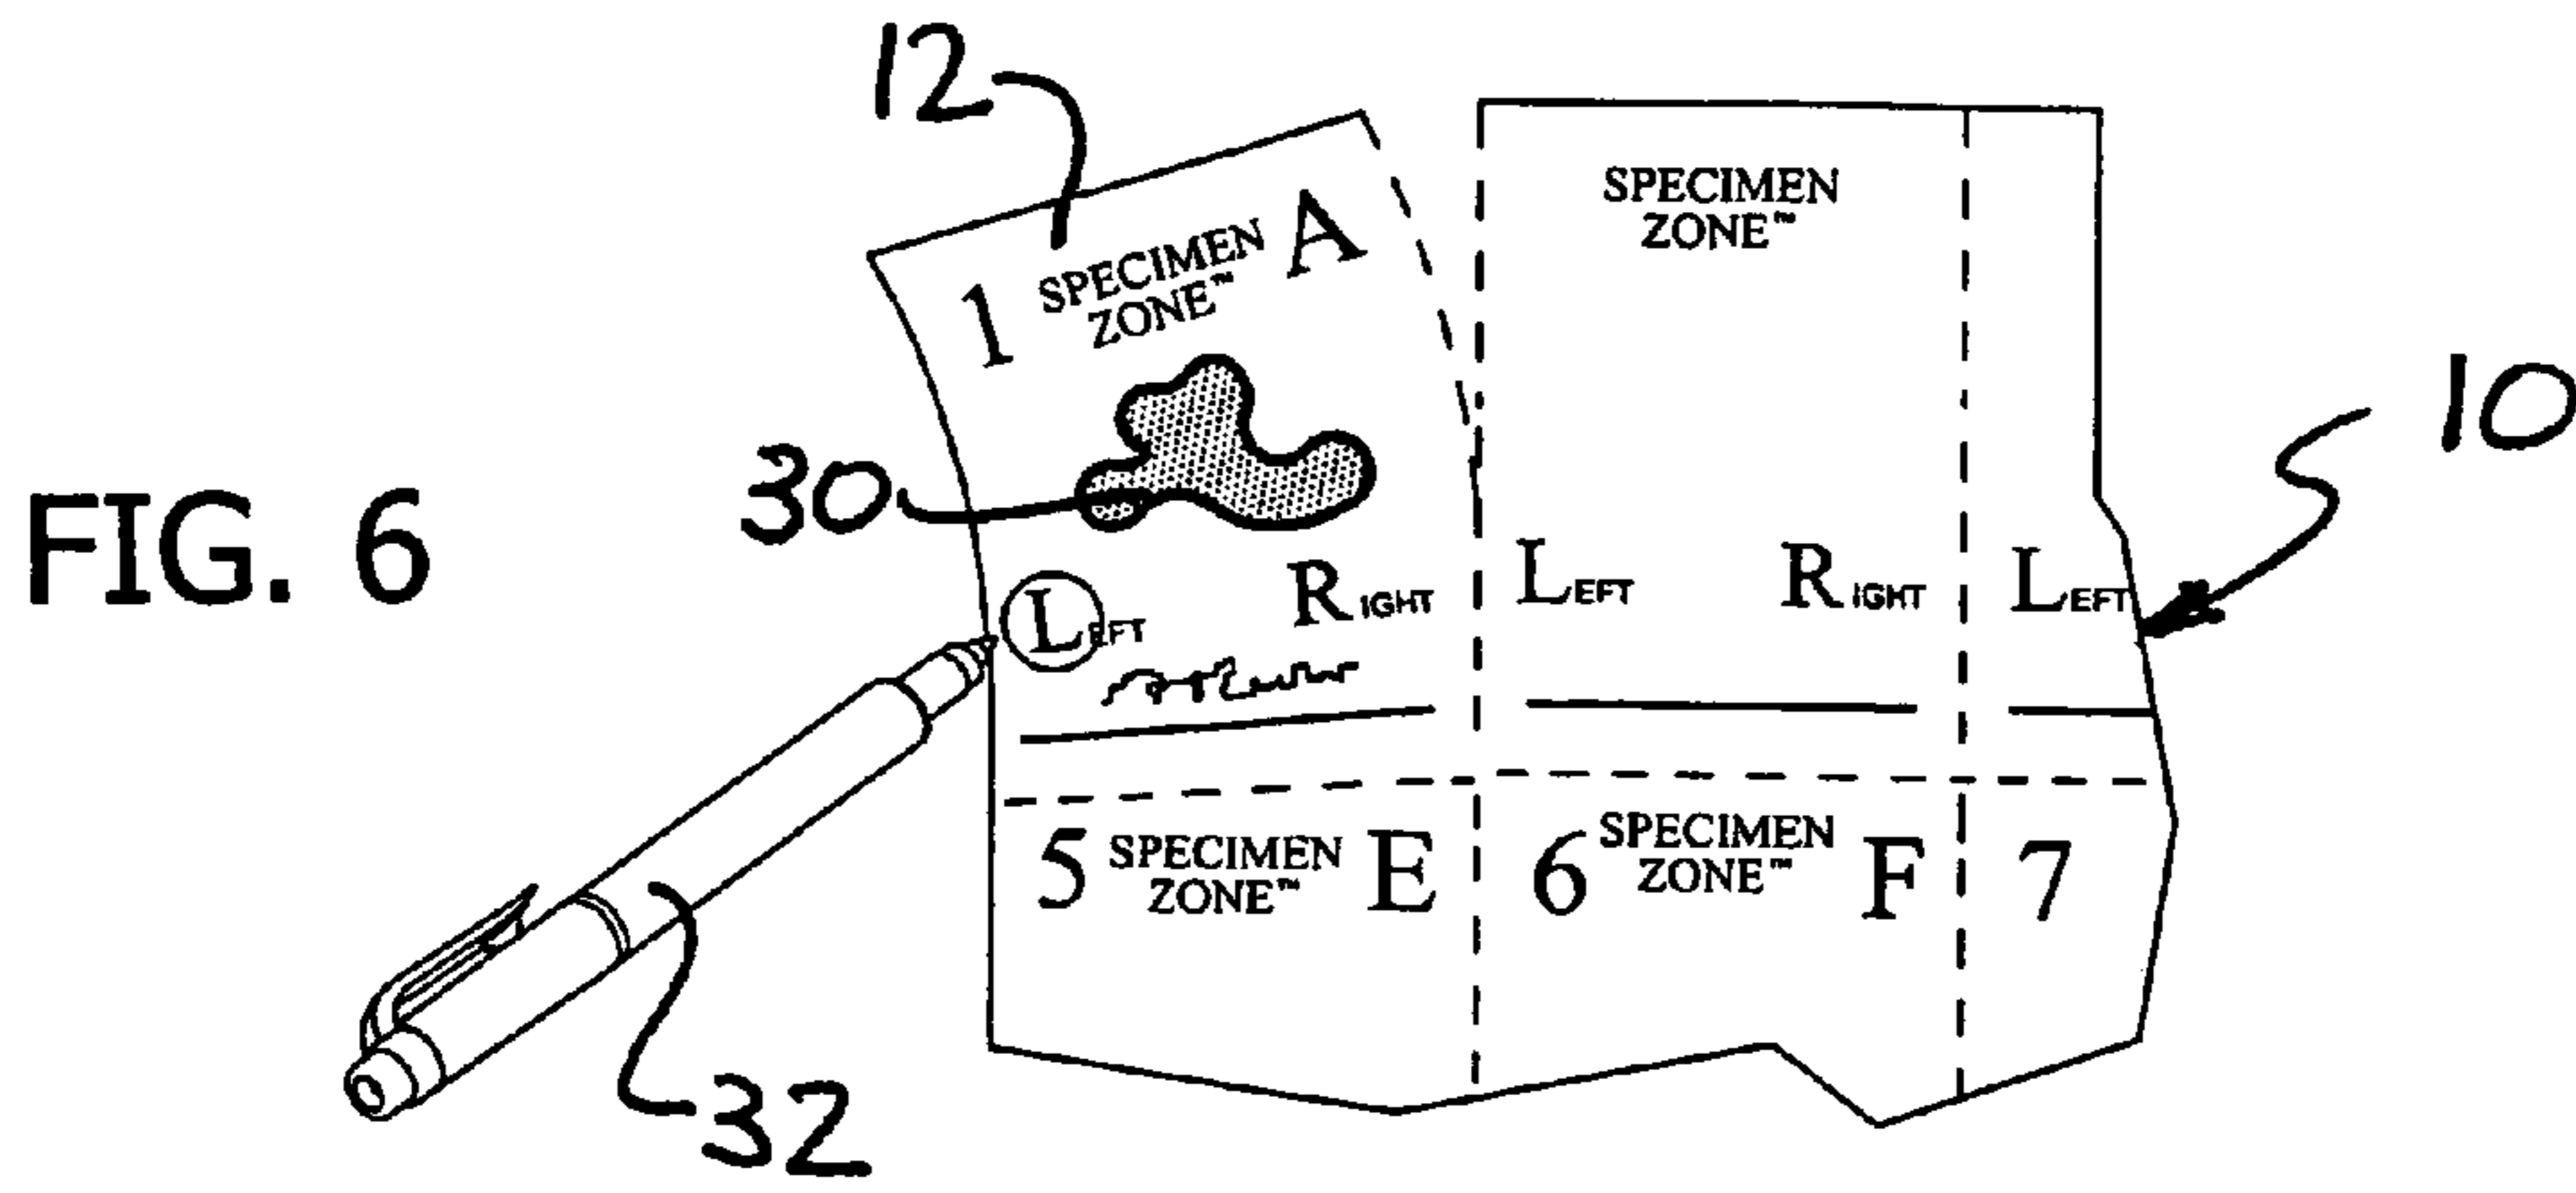 12
1 SPECIMEN ZONE™ A
SPECIMEN
ZONE™
10
30
FIG. 6
LEFT RIGHT LEFT RIGHT LEFT
5 SPECIMEN ZONE™ E
6 SPECIMEN ZONE™ F
7
32